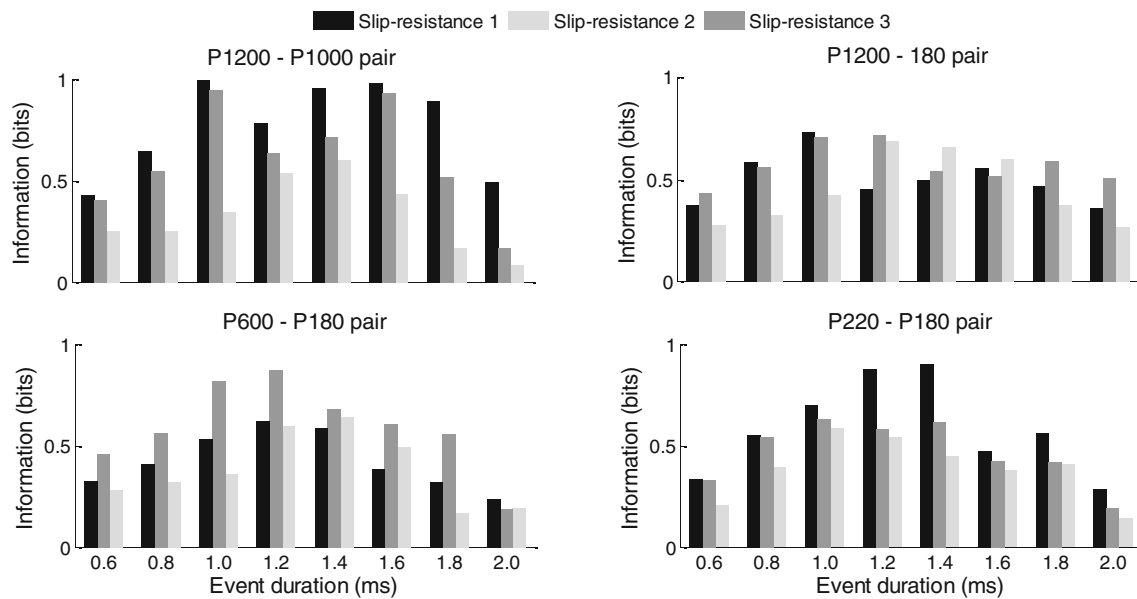 Slip-resistance 1 Slip-resistance 2 Slip-resistance 3
P1200 - P1000 pair
Information (bits)
1
0.5
0
P1200 - 180 pair
Information (bits)
1
0.5
0
P600 - P180 pair
Information (bits)
1
0.5
0
0.6 0.8 1.0 1.2 1.4 1.6 1.8 2.0
Event duration (ms)
P220 - P180 pair
Information (bits)
1
0.5
0
0.6 0.8 1.0 1.2 1.4 1.6 1.8 2.0
Event duration (ms)